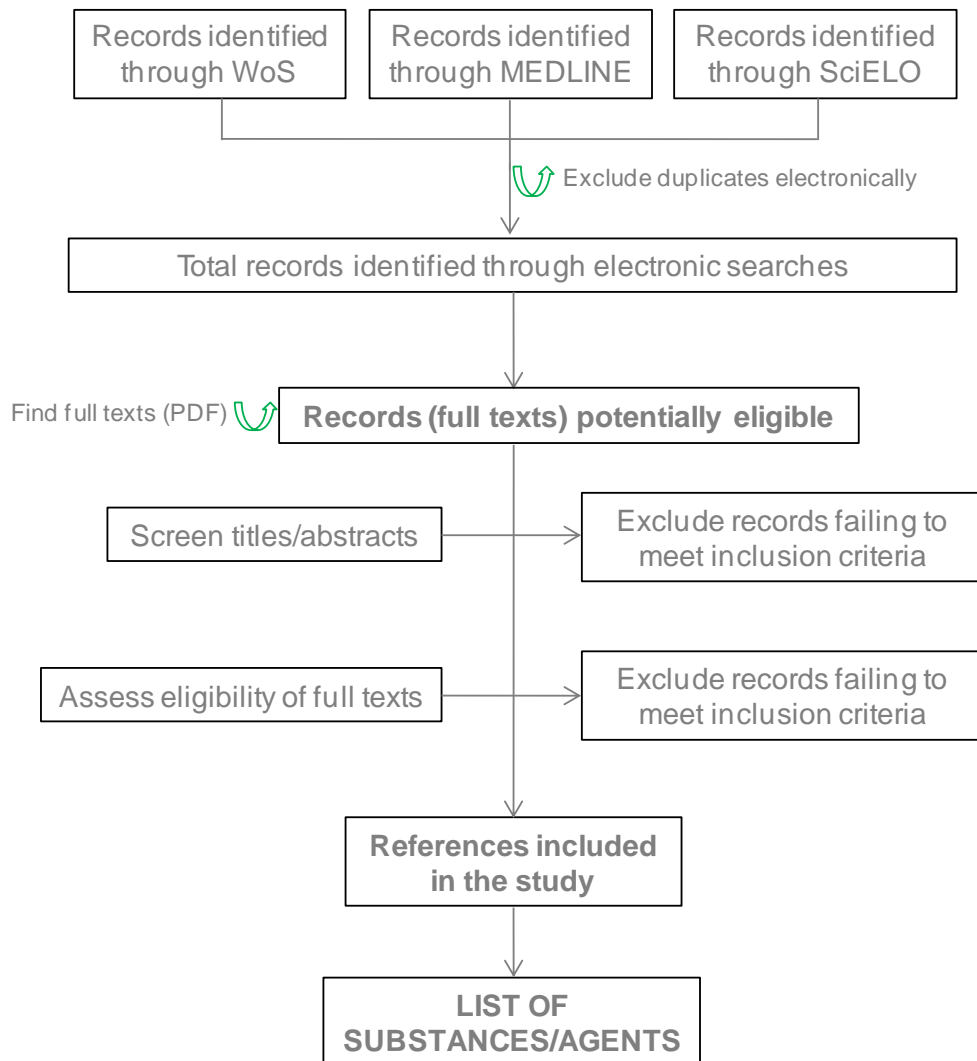 Records identified
through WoS
Records identified
through MEDLINE
Records identified
through SciELO
Exclude duplicates electronically
Total records identified through electronic searches
Find full texts (PDF)
Records (full texts) potentially eligible
Screen titles/abstracts
Exclude records failing to
meet inclusion criteria
Assess eligibility of full texts
Exclude records failing to
meet inclusion criteria
References included
in the study
LIST OF
SUBSTANCES/AGENTS